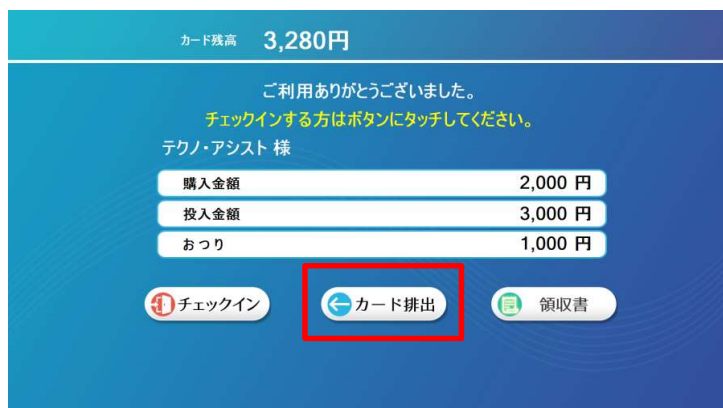 カード残高 3,280円
ご利用ありがとうございました。
チェックインする方はボタンにタッチしてください。
テクノ・アシスト 様
購入金額 2,000 円
投入金額 3,000 円
おつり 1,000 円
チェックイン カード排出 領収書